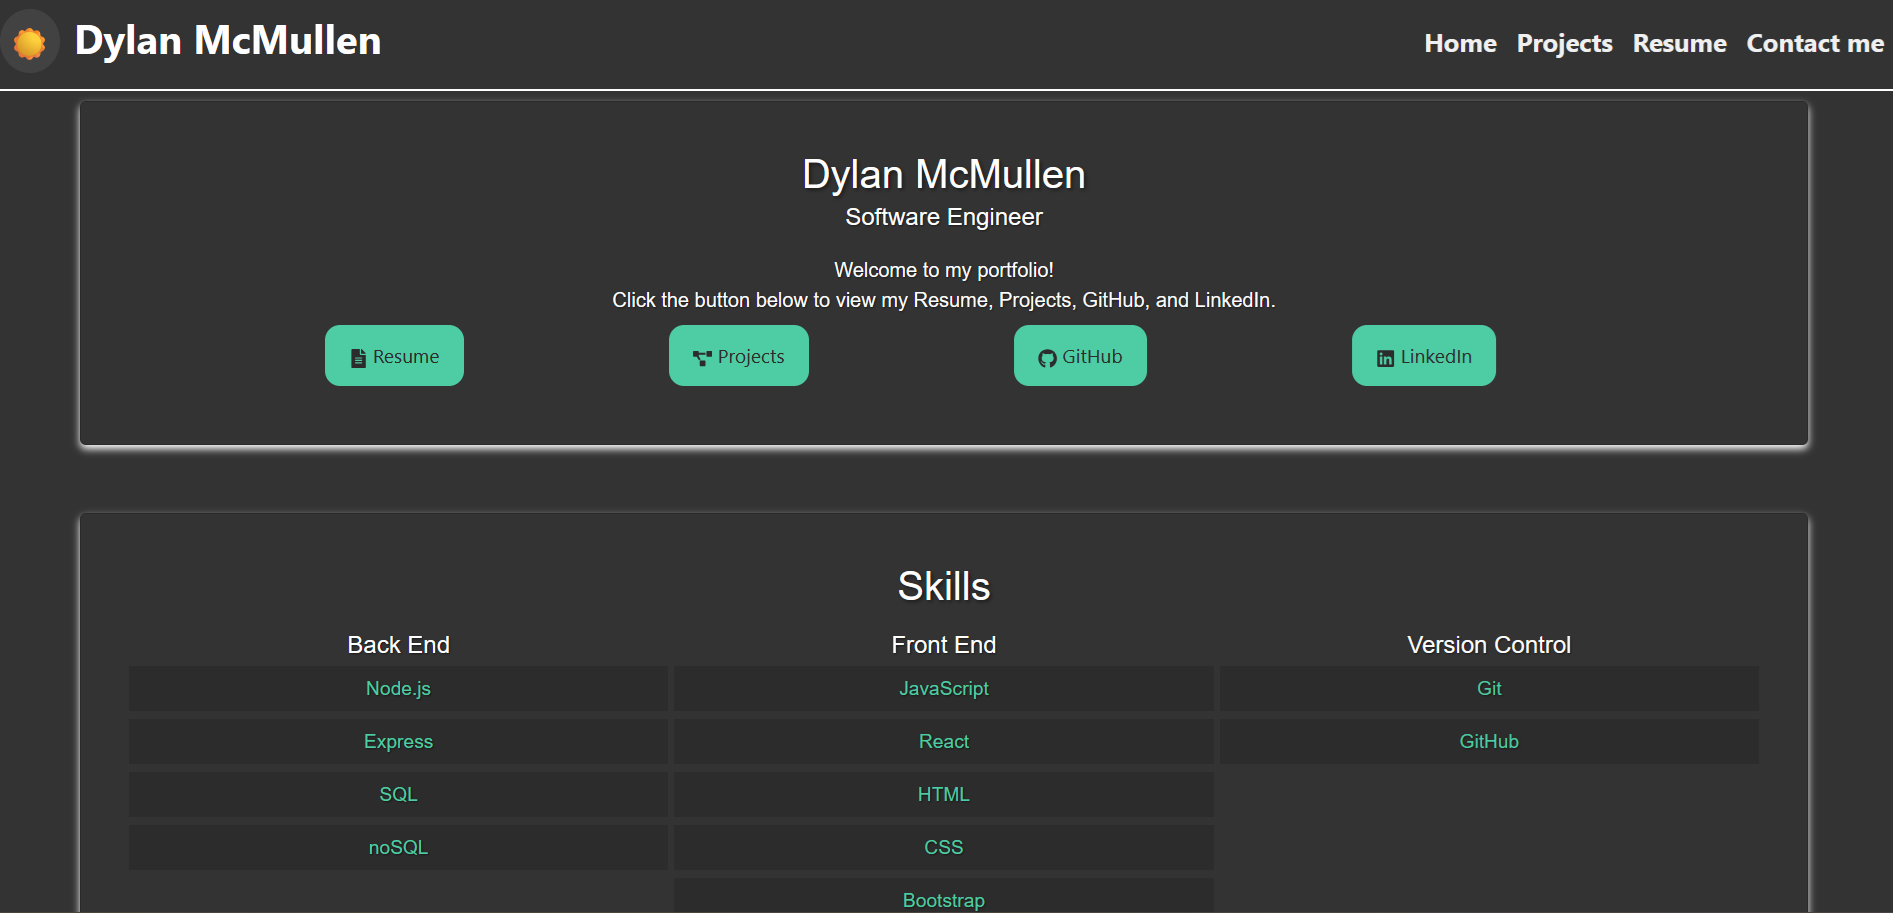 Dylan McMullen
Home Projects Resume Contact me
Dylan McMullen
Software Engineer
Welcome to my portfolio!
Click the button below to view my Resume, Projects, GitHub, and LinkedIn.
Resume Projects GitHub LinkedIn
Skills
Back End Front End Version Control
Node.js JavaScript Git
Express React GitHub
SQL HTML
noSQL CSS
Bootstrap